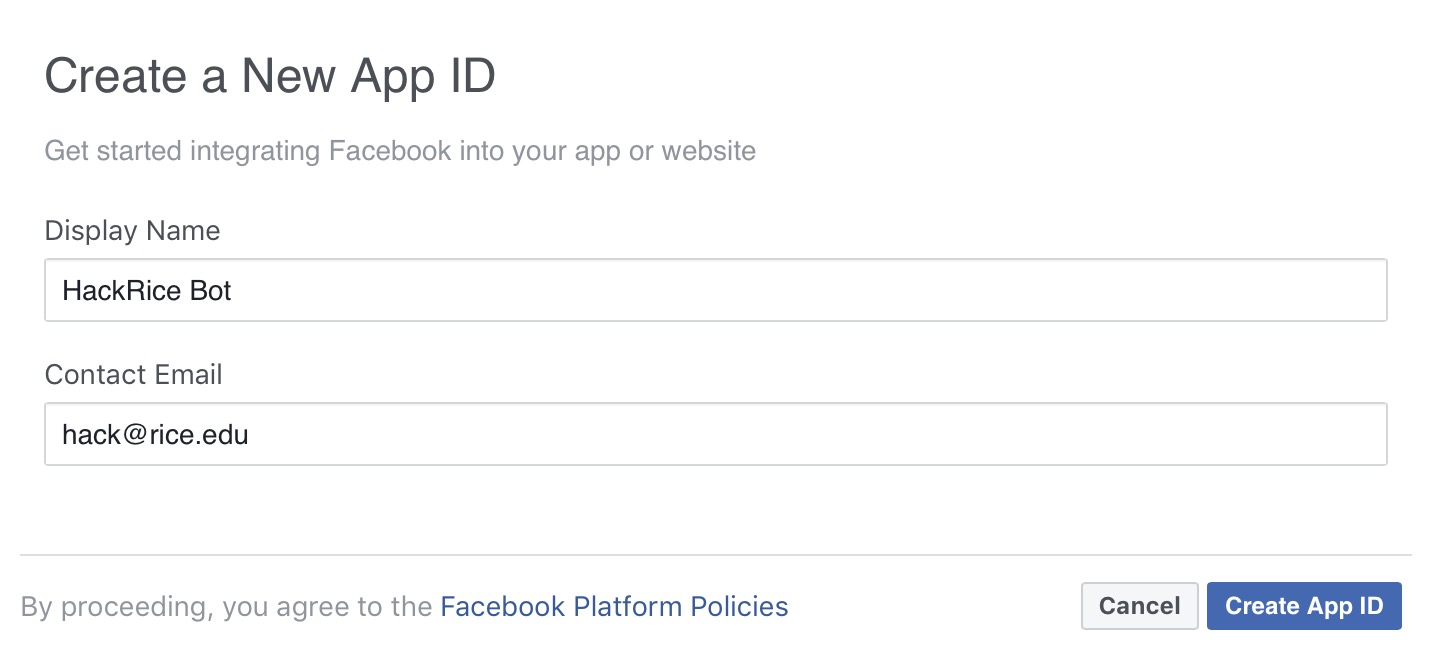 Create a New App ID
Get started integrating Facebook into your app or website
Display Name
HackRice Bot
Contact Email
hack@rice.edu
By proceeding, you agree to the Facebook Platform Policies
Cancel
Create App ID